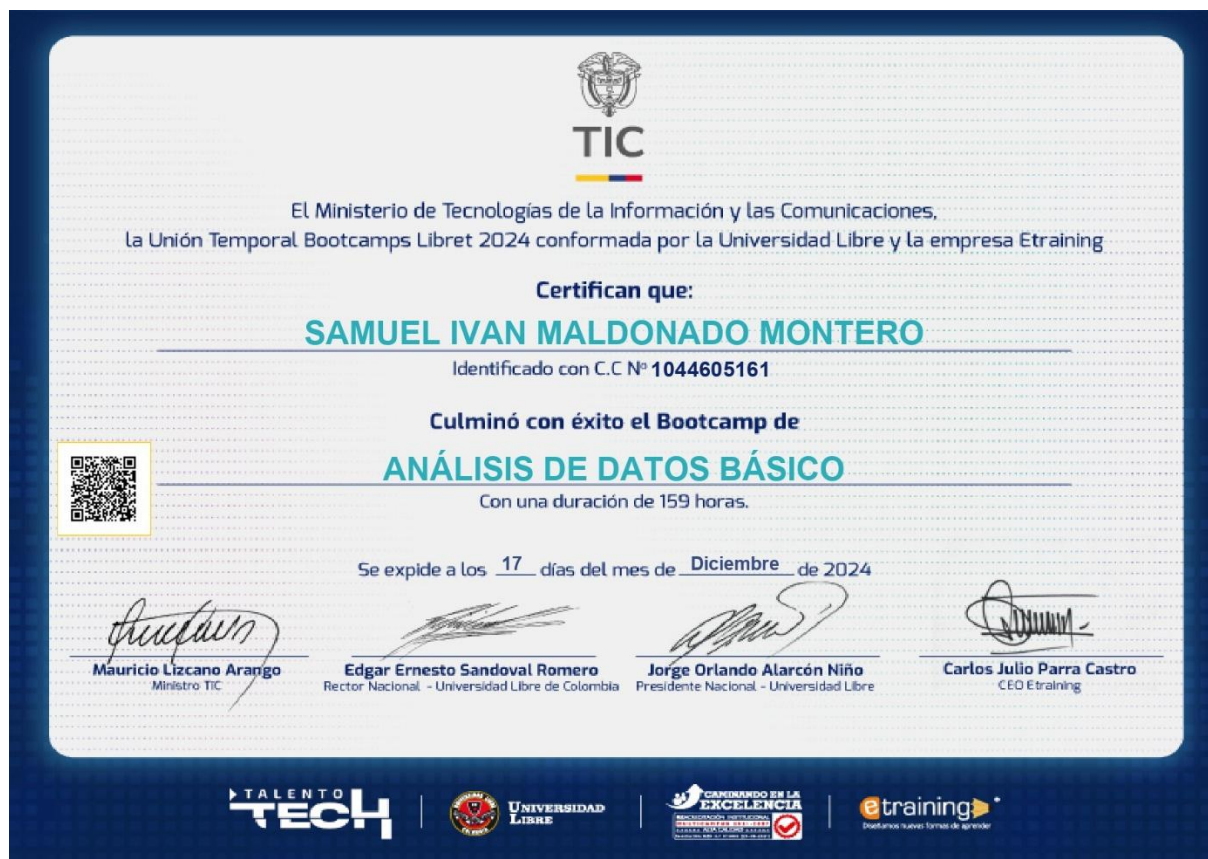 TIC
El Ministerio de Tecnologías de la Información y las Comunicaciones,
la Unión Temporal Bootcamps Libret 2024 conformada por la Universidad Libre y la empresa Etraining
Certifican que:
SAMUEL IVAN MALDONADO MONTERO
Identificado con C.C Nº 1044605161
Culminó con éxito el Bootcamp de
ANÁLISIS DE DATOS BÁSICO
Con una duración de 159 horas.
Se expide a los 17 días del mes de Diciembre de 2024
Mauricio Lizcano Arango
Ministro TIC
Edgar Ernesto Sandoval Romero
Rector Nacional - Universidad Libre de Colombia
Jorge Orlando Alarcón Niño
Presidente Nacional - Universidad Libre
Carlos Julio Parra Castro
CEO Etraining
TALENTO
TECH
UNIVERSIDAD
LIBRE
CAMINANDO EN LA
EXCELENCIA
etraining
Diseñamos nuevas formas de aprender